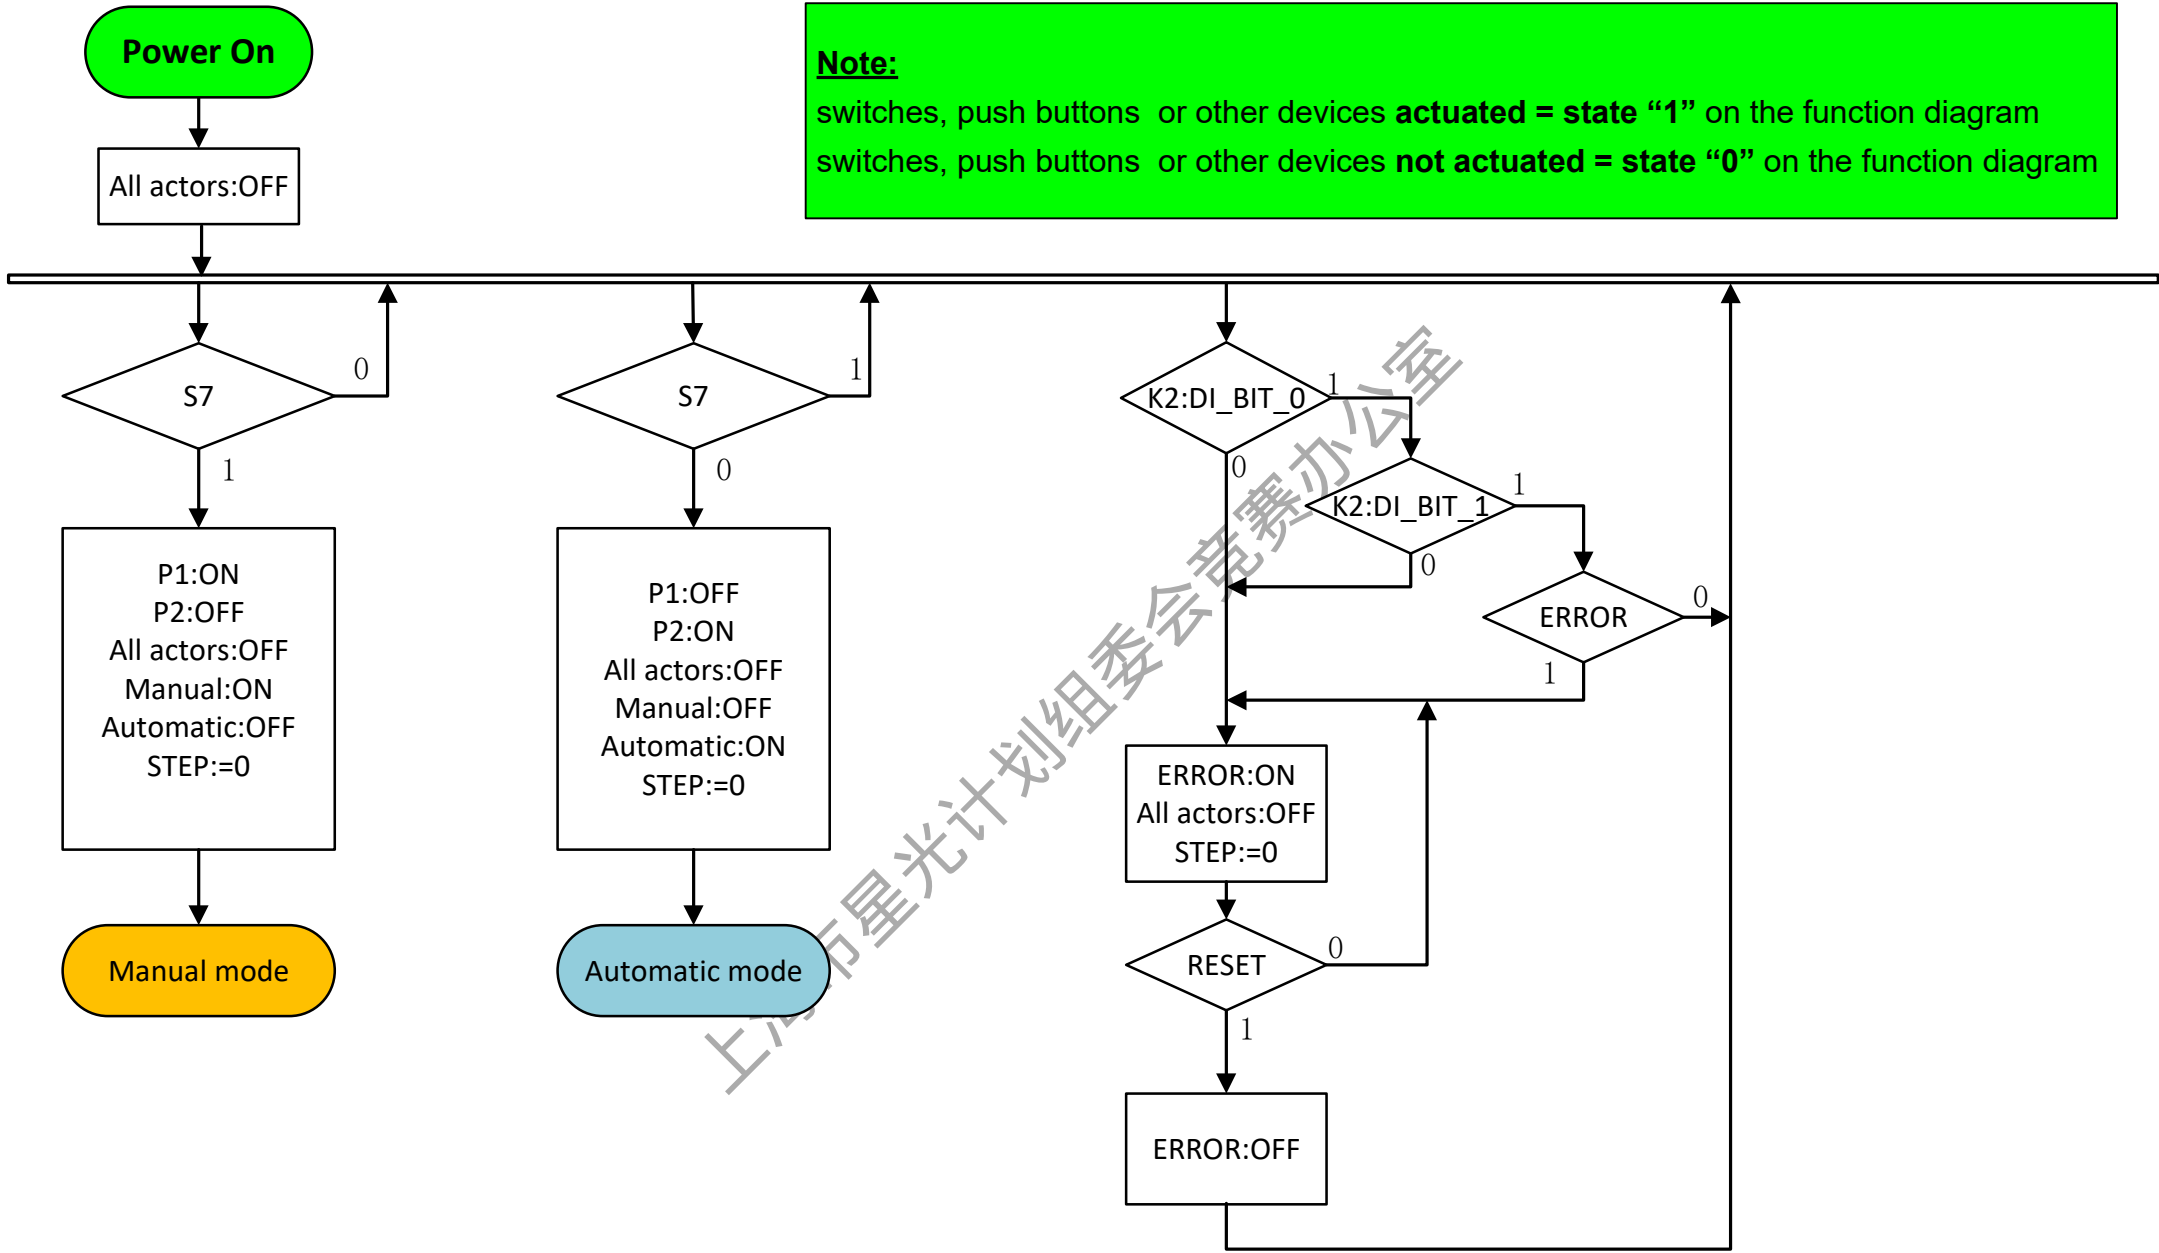 Power On
Note:
switches, push buttons or other devices actuated = state “1” on the function diagram
switches, push buttons or other devices not actuated = state “0” on the function diagram
All actors:OFF
S7
0
1
P1:ON
P2:OFF
All actors:OFF
Manual:ON
Automatic:OFF
STEP:=0
Manual mode
S7
1
0
P1:OFF
P2:ON
All actors:OFF
Manual:OFF
Automatic:ON
STEP:=0
Automatic mode
K2:DI_BIT_0
1
0
K2:DI_BIT_1
1
0
ERROR
0
1
ERROR:ON
All actors:OFF
STEP:=0
RESET
0
1
ERROR:OFF
上海市星光计划组委会竞赛办公室